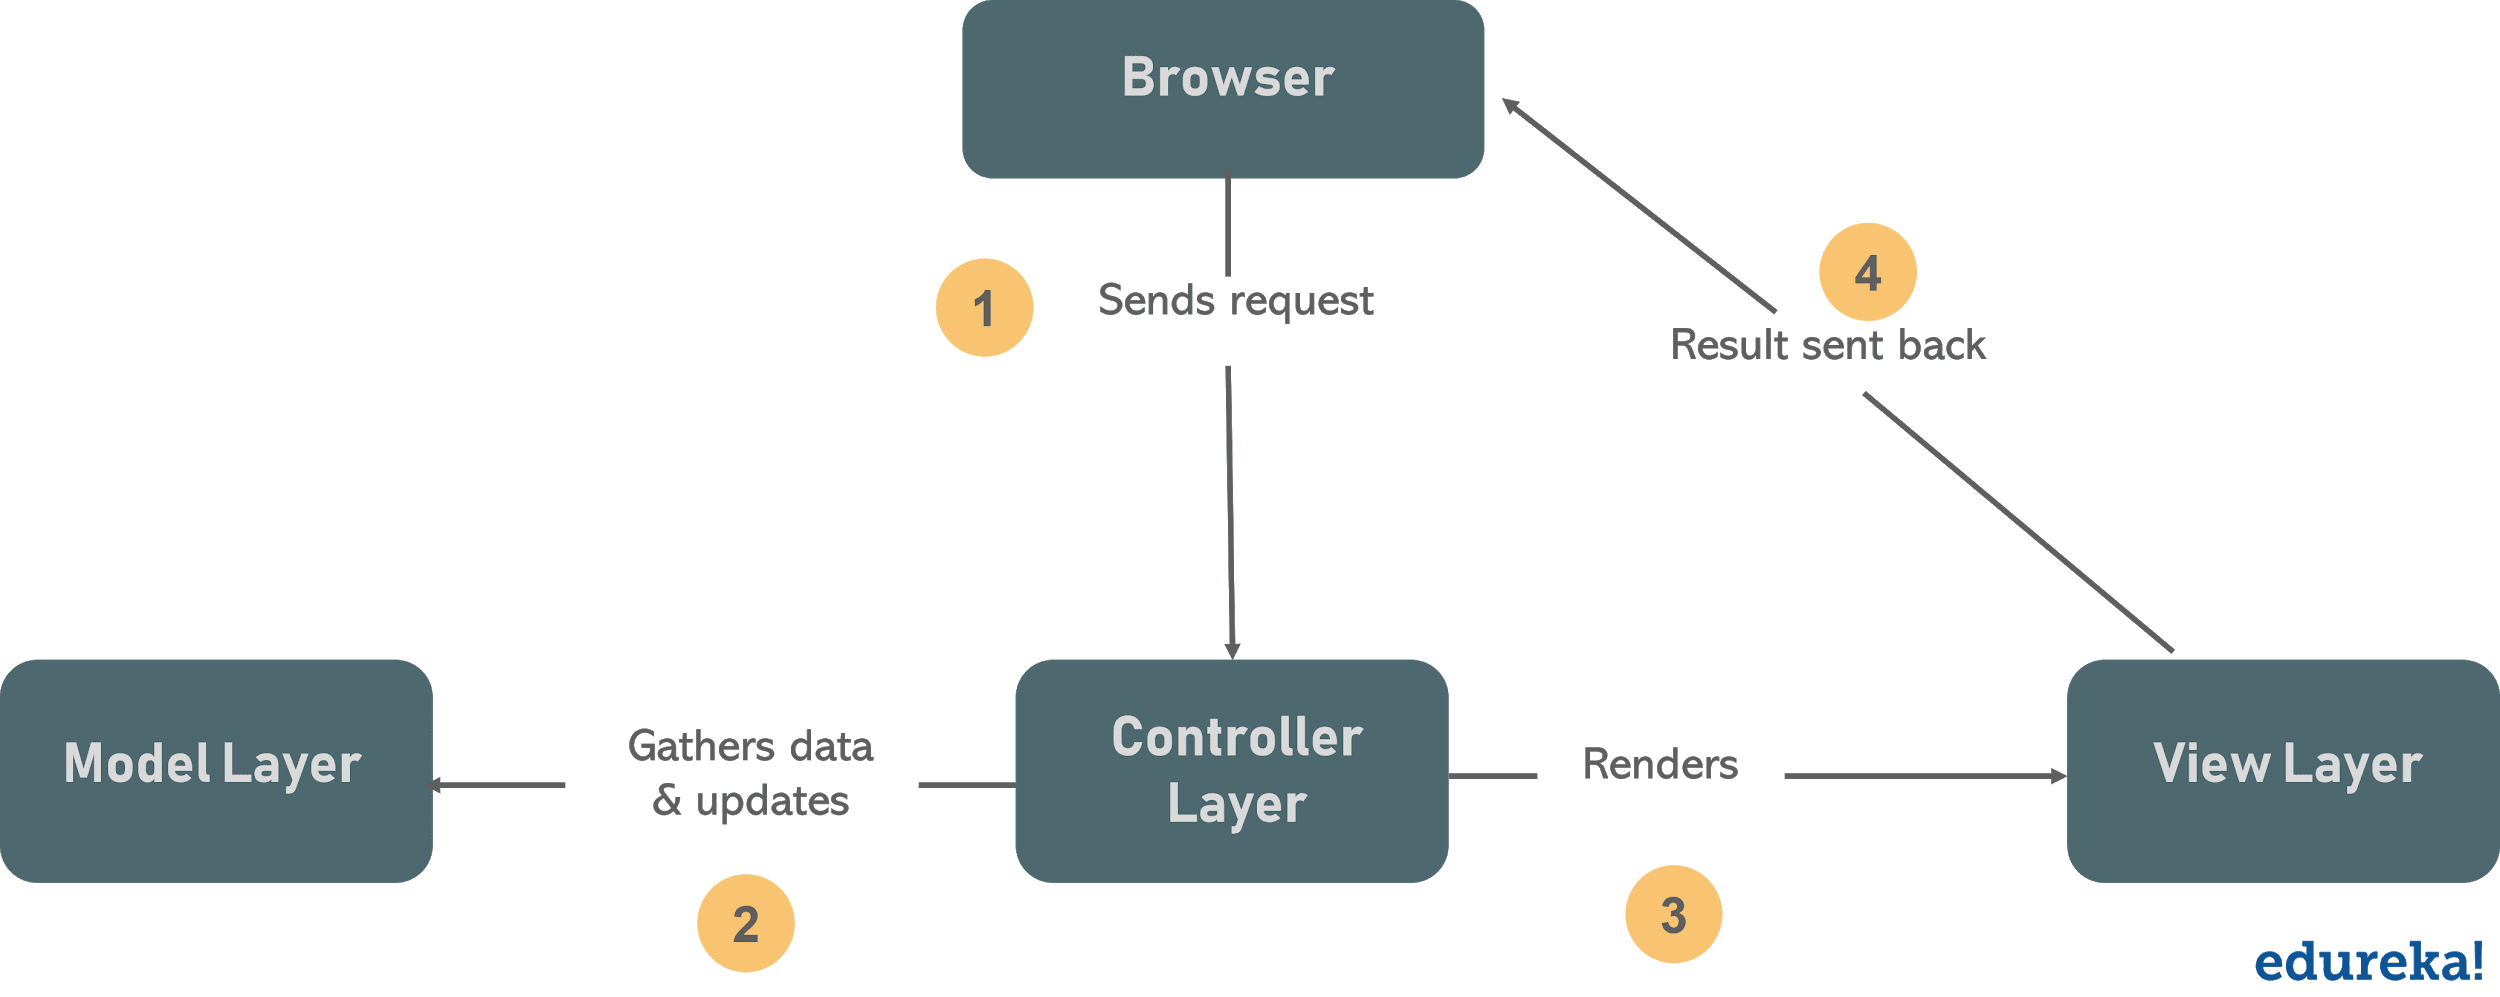 Browser
1
Sends request
4
Result sent back
Model Layer
Gathers data
& updates
2
Controller
Layer
Renders
3
View Layer
edureka!